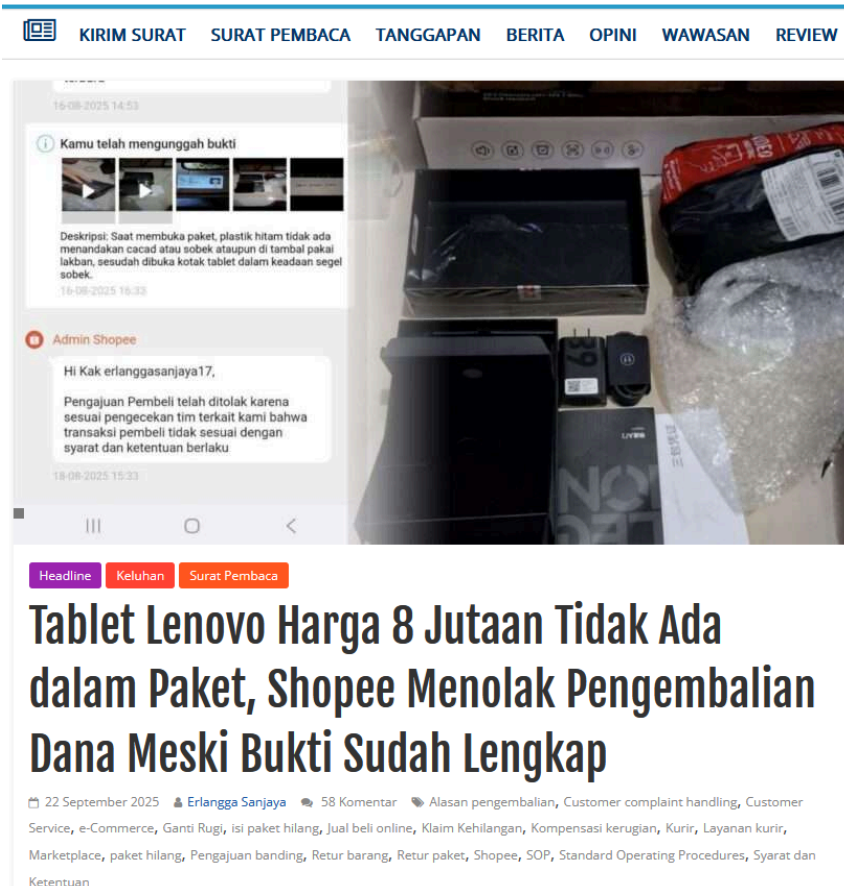 KIRIM SURAT SURAT PEMBACA TANGGAPAN BERITA OPINI WAWASAN REVIEW
16-08-2025 14:53
Kamu telah mengunggah bukti
Deskripsi: Saat membuka paket, plastik hitam tidak ada
menandakan cacad atau sobek ataupun di tambal pakai
lakban, sesudah dibuka kotak tablet dalam keadaan segel
sobek.
16-08-2025 16:33
Admin Shopee
Hi Kak erlanggasanjaya17,
Pengajuan Pembeli telah ditolak karena
sesuai pengecekan tim terkait kami bahwa
transaksi pembeli tidak sesuai dengan
syarat dan ketentuan berlaku
18-08-2025 15:33
LEGION
Headline Keluhan Surat Pembaca
Tablet Lenovo Harga 8 Jutaan Tidak Ada
dalam Paket, Shopee Menolak Pengembalian
Dana Meski Bukti Sudah Lengkap
22 September 2025 Erlangga Sanjaya 58 Komentar Alasan pengembalian, Customer complaint handling, Customer
Service, e-Commerce, Ganti Rugi, isi paket hilang, Jual beli online, Klaim Kehilangan, Kompensasi kerugian, Kurir, Layanan kurir,
Marketplace, paket hilang, Pengajuan banding, Retur barang, Retur paket, Shopee, SOP, Standard Operating Procedures, Syarat dan
Ketentuan